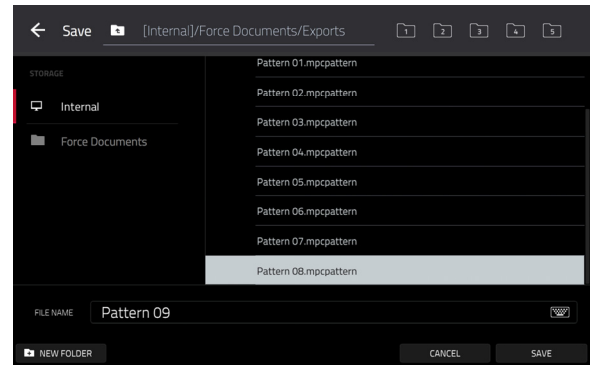 Save [Internal]/Force Documents/Exports 1 2 3 4 5
STORAGE
Internal
Force Documents
Pattern 01.mpcpattern
Pattern 02.mpcpattern
Pattern 03.mpcpattern
Pattern 04.mpcpattern
Pattern 05.mpcpattern
Pattern 06.mpcpattern
Pattern 07.mpcpattern
Pattern 08.mpcpattern
FILE NAME Pattern 09
NEW FOLDER CANCEL SAVE